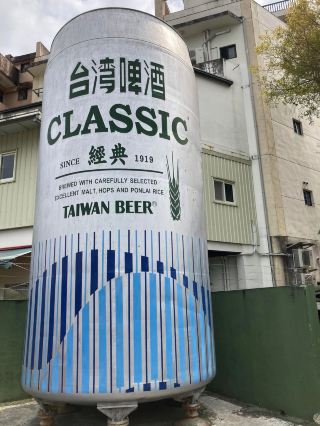 台湾啤酒
CLASSIC
SINCE 經典 1919
BREWED WITH CAREFULLY SELECTED
EXCELLENT MALT, HOPS AND PONLAI RICE
TAIWAN BEER®